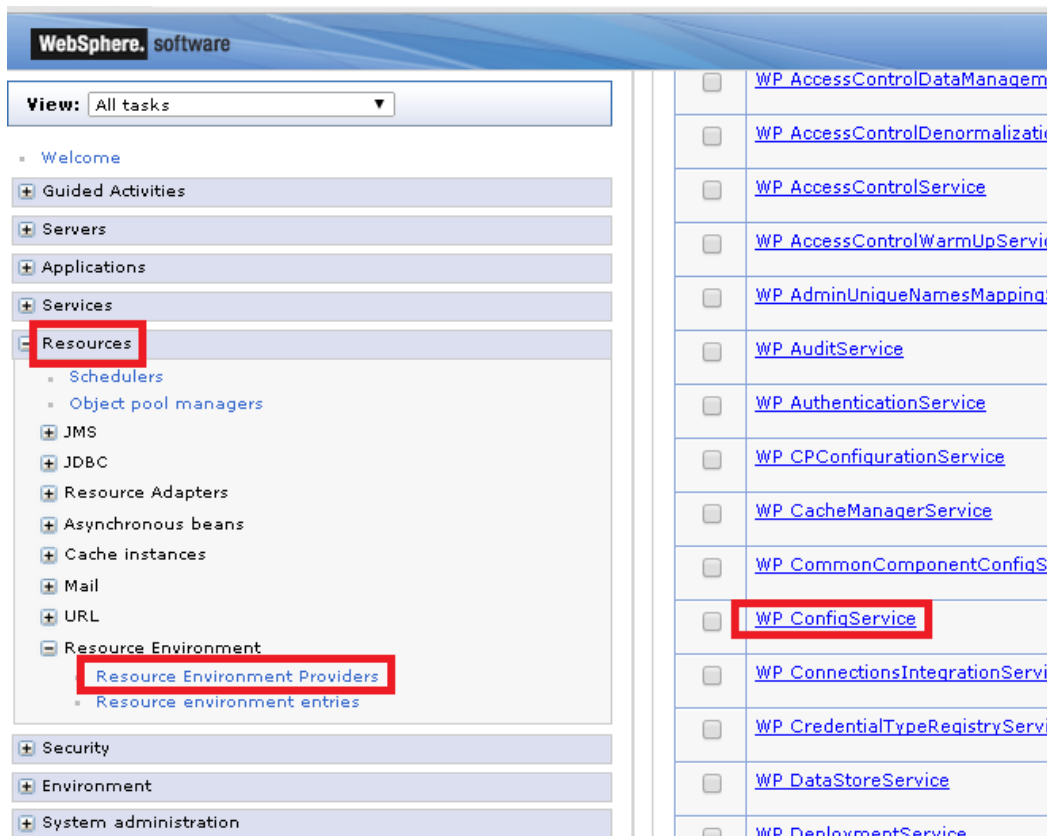 WebSphere. software
View: All tasks
Welcome
Guided Activities
Servers
Applications
Services
Resources
Schedulers
Object pool managers
JMS
JDBC
Resource Adapters
Asynchronous beans
Cache instances
Mail
URL
Resource Environment
Resource Environment Providers
Resource environment entries
Security
Environment
System administration
WP AccessControlDataManagem
WP AccessControlDenormalizatio
WP AccessControlService
WP AccessControlWarmUpServi
WP AdminUniqueNamesMapping
WP AuditService
WP AuthenticationService
WP CPConfigurationService
WP CacheManagerService
WP CommonComponentConfigS
WP ConfigService
WP ConnectionsIntegrationServi
WP CredentialTypeRegistryServi
WP DataStoreService
WP DeploymentService